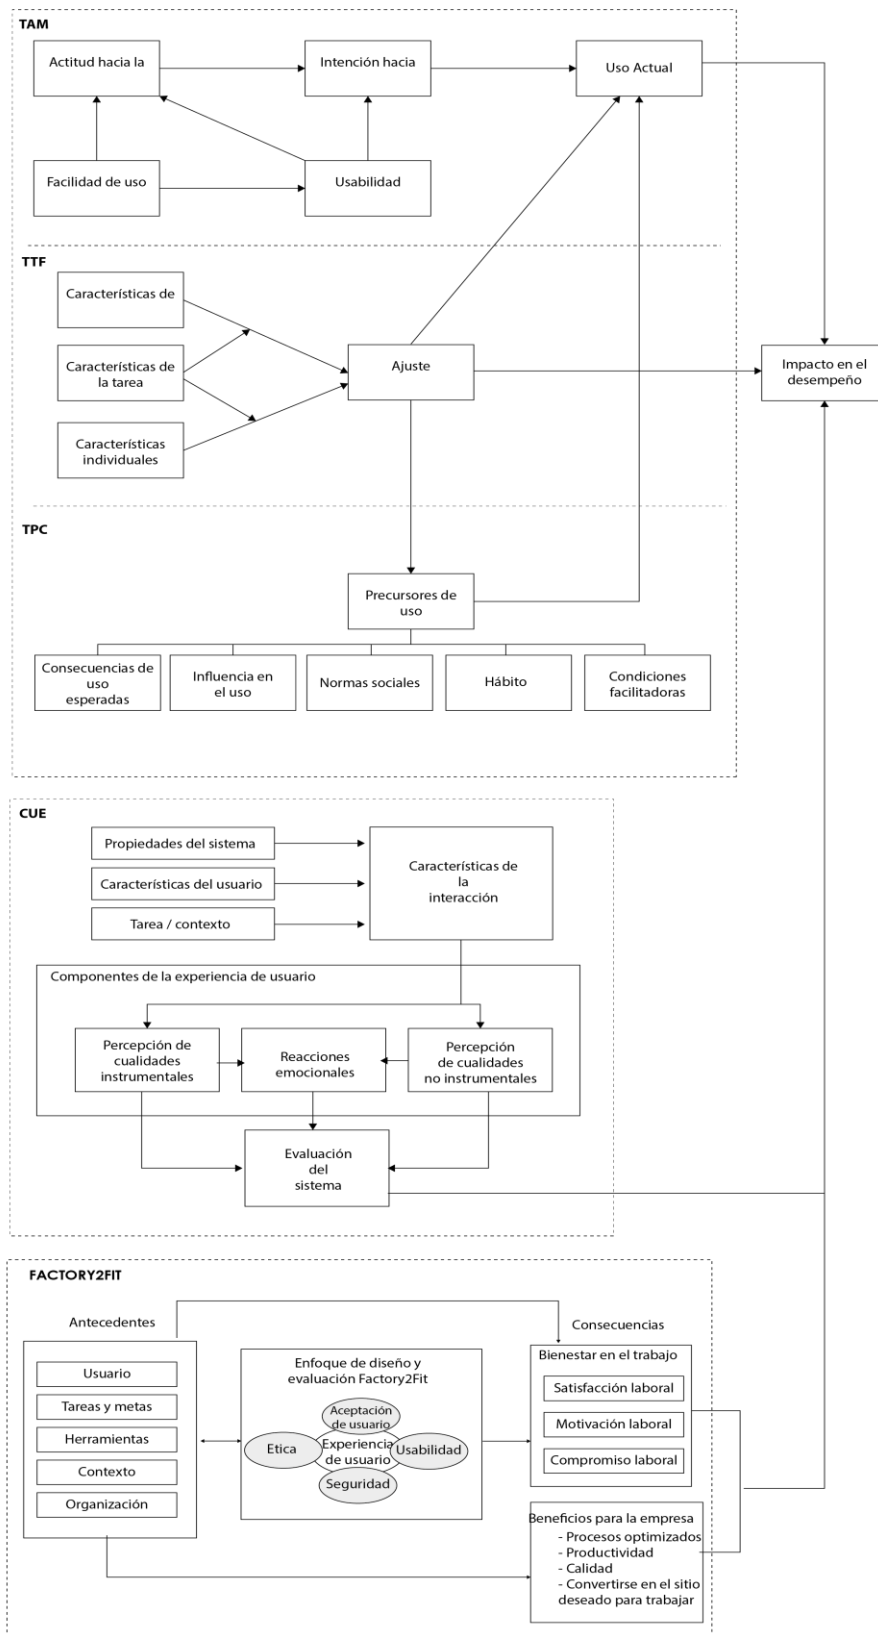 TAM
Actitud hacia la
Intención hacia
Uso Actual
Facilidad de uso
Usabilidad
TTF
Características de
Características de
la tarea
Características
individuales
Ajuste
Impacto en el
desempeño
TPC
Precursores de
uso
Consecuencias de
uso
esperadas
Influencia en
el uso
Normas sociales
Hábito
Condiciones
facilitadoras
CUE
Propiedades del sistema
Características del usuario
Tarea / contexto
Características de
la
interacción
Componentes de la experiencia de usuario
Percepción de
cualidades
instrumentales
Reacciones
emocionales
Percepción
de cualidades
no instrumentales
Evaluación
del
sistema
FACTORY2FIT
Antecedentes
Usuario
Tareas y metas
Herramientas
Contexto
Organización
Enfoque de diseño y
evaluación Factory2Fit
Aceptación
de usuario
Etica
Experiencia
de usuario
Usabilidad
Seguridad
Consecuencias
Bienestar en el trabajo
Satisfacción laboral
Motivación laboral
Compromiso laboral
Beneficios para la empresa
- Procesos optimizados
- Productividad
- Calidad
- Convertirse en el sitio
deseado para trabajar